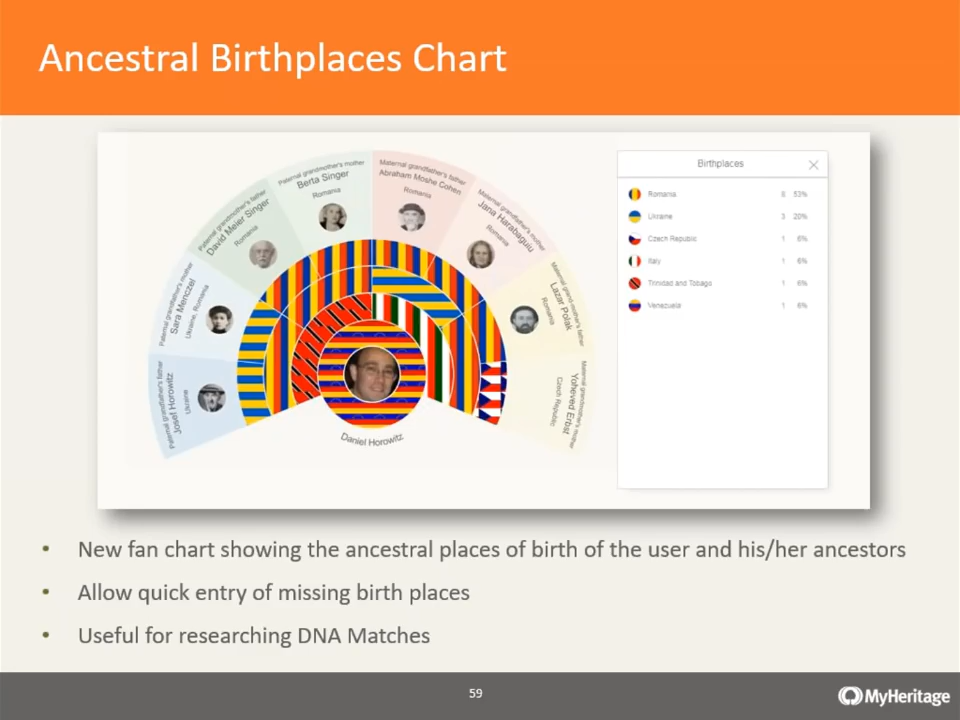 Ancestral Birthplaces Chart
Paternal grandfather's father
Josef Horowitz
Ukraine
Paternal grandfather's mother
Sara Menczel
Ukraine, Romania
Paternal grandmother's father
David Meier Singer
Romania
Paternal grandmother's mother
Berta Singer
Romania
Maternal grandfather's father
Abraham Moshe Cohen
Romania
Maternal grandfather's mother
Jana Harabagulu
Romania
Maternal grandmother's father
Lazar Polak
Romania
Maternal grandmother's mother
Yoheved Erbst
Czech Republic
Daniel Horowitz
Birthplaces
Romania 8 53%
Ukraine 3 20%
Czech Republic 1 6%
Italy 1 6%
Trinidad and Tobago 1 6%
Venezuela 1 6%
• New fan chart showing the ancestral places of birth of the user and his/her ancestors
• Allow quick entry of missing birth places
• Useful for researching DNA Matches
59
MyHeritage